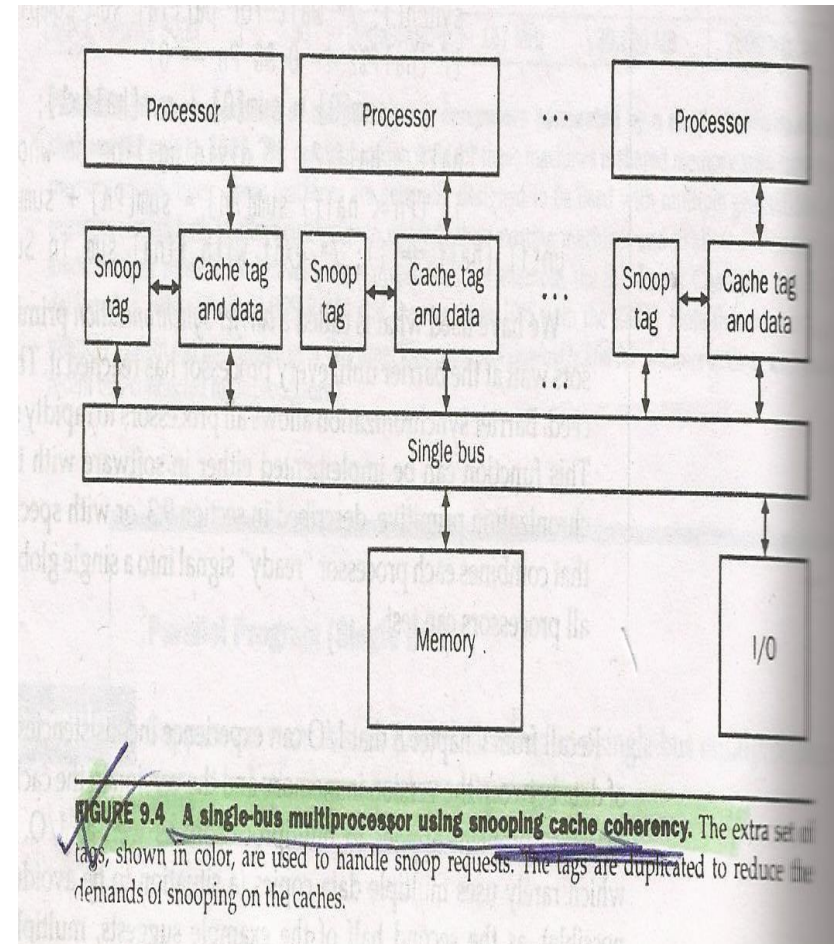 Processor
Processor
...
Processor
Snoop
tag
Cache tag
and data
Snoop
tag
Cache tag
and data
...
Snoop
tag
Cache tag
and data
...
Single bus
Memory
I/O
FIGURE 9.4 A single-bus multiprocessor using snooping cache coherency. The extra set of
tags, shown in color, are used to handle snoop requests. The tags are duplicated to reduce the
demands of snooping on the caches.